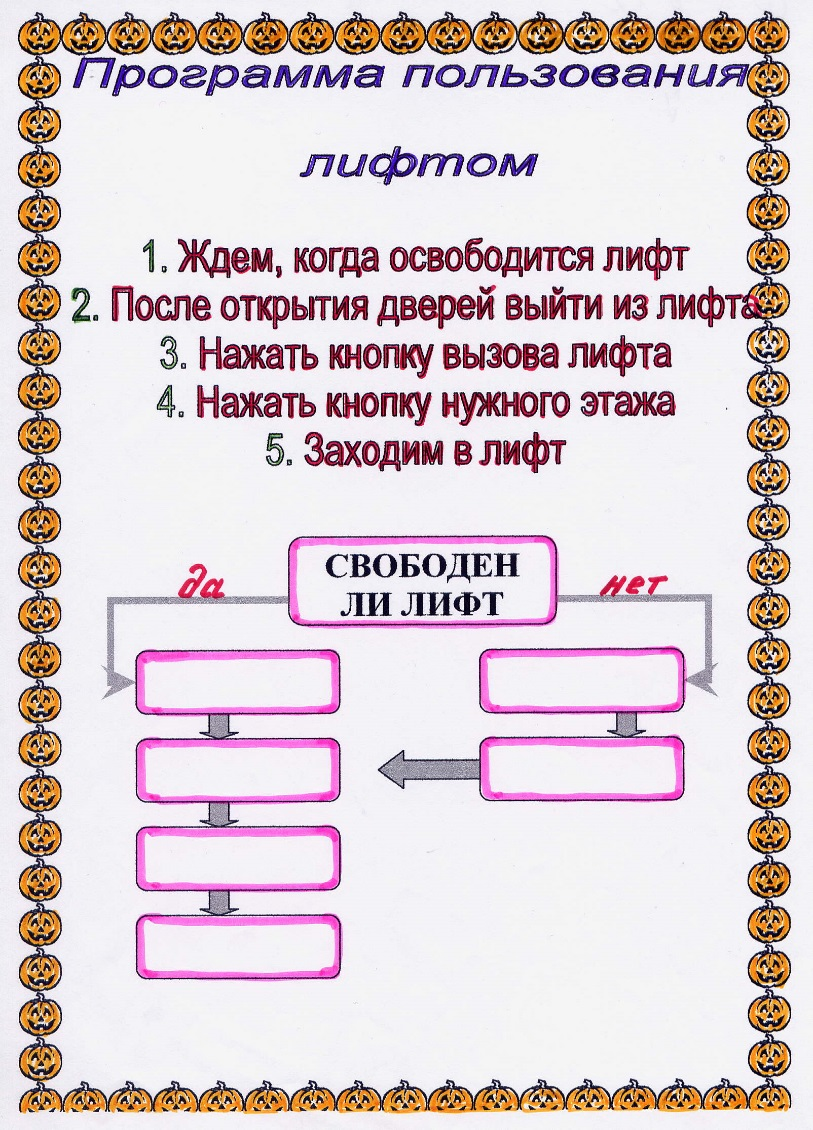 Программа пользования
лифтом
1. Ждем, когда освободится лифт
2. После открытия дверей выйти из лифта
3. Нажать кнопку вызова лифта
4. Нажать кнопку нужного этажа
5. Заходим в лифт
СВОБОДЕН
ЛИ ЛИФТ
да
нет